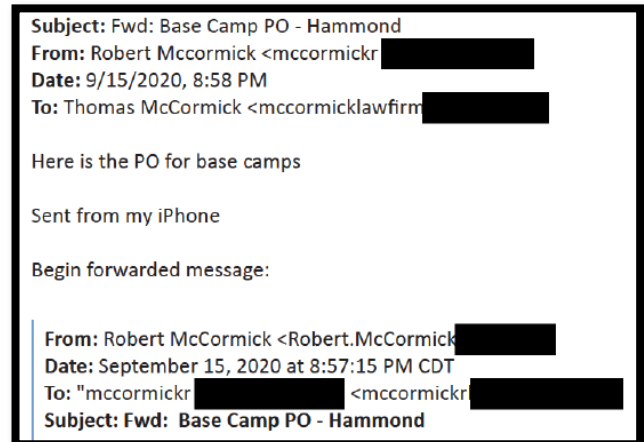 Subject: Fwd: Base Camp PO - Hammond
From: Robert Mccormick <mccormickr
Date: 9/15/2020, 8:58 PM
To: Thomas McCormick <mccormicklawfirm
Here is the PO for base camps
Sent from my iPhone
Begin forwarded message:
From: Robert McCormick <Robert.McCormick
Date: September 15, 2020 at 8:57:15 PM CDT
To: "mccormickr <mccormickr
Subject: Fwd: Base Camp PO - Hammond